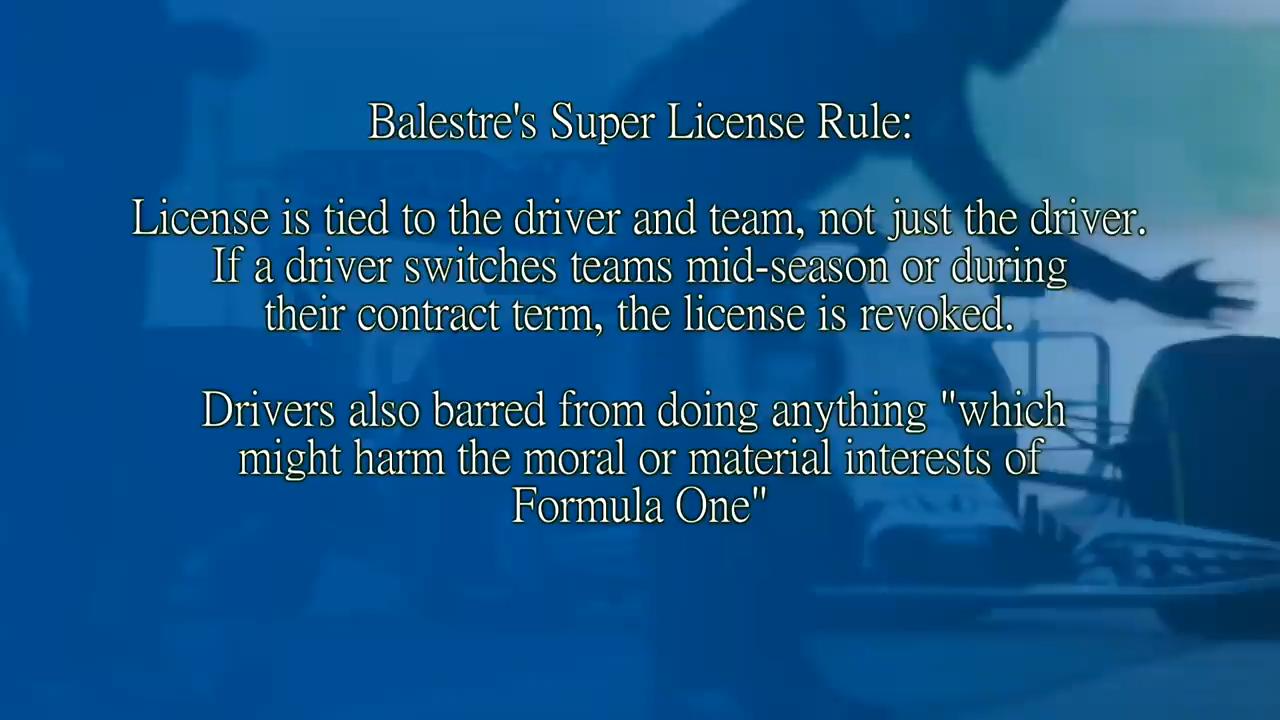 Balestre's Super License Rule:
License is tied to the driver and team, not just the driver.
If a driver switches teams mid-season or during
their contract term, the license is revoked.
Drivers also barred from doing anything "which
might harm the moral or material interests of
Formula One"